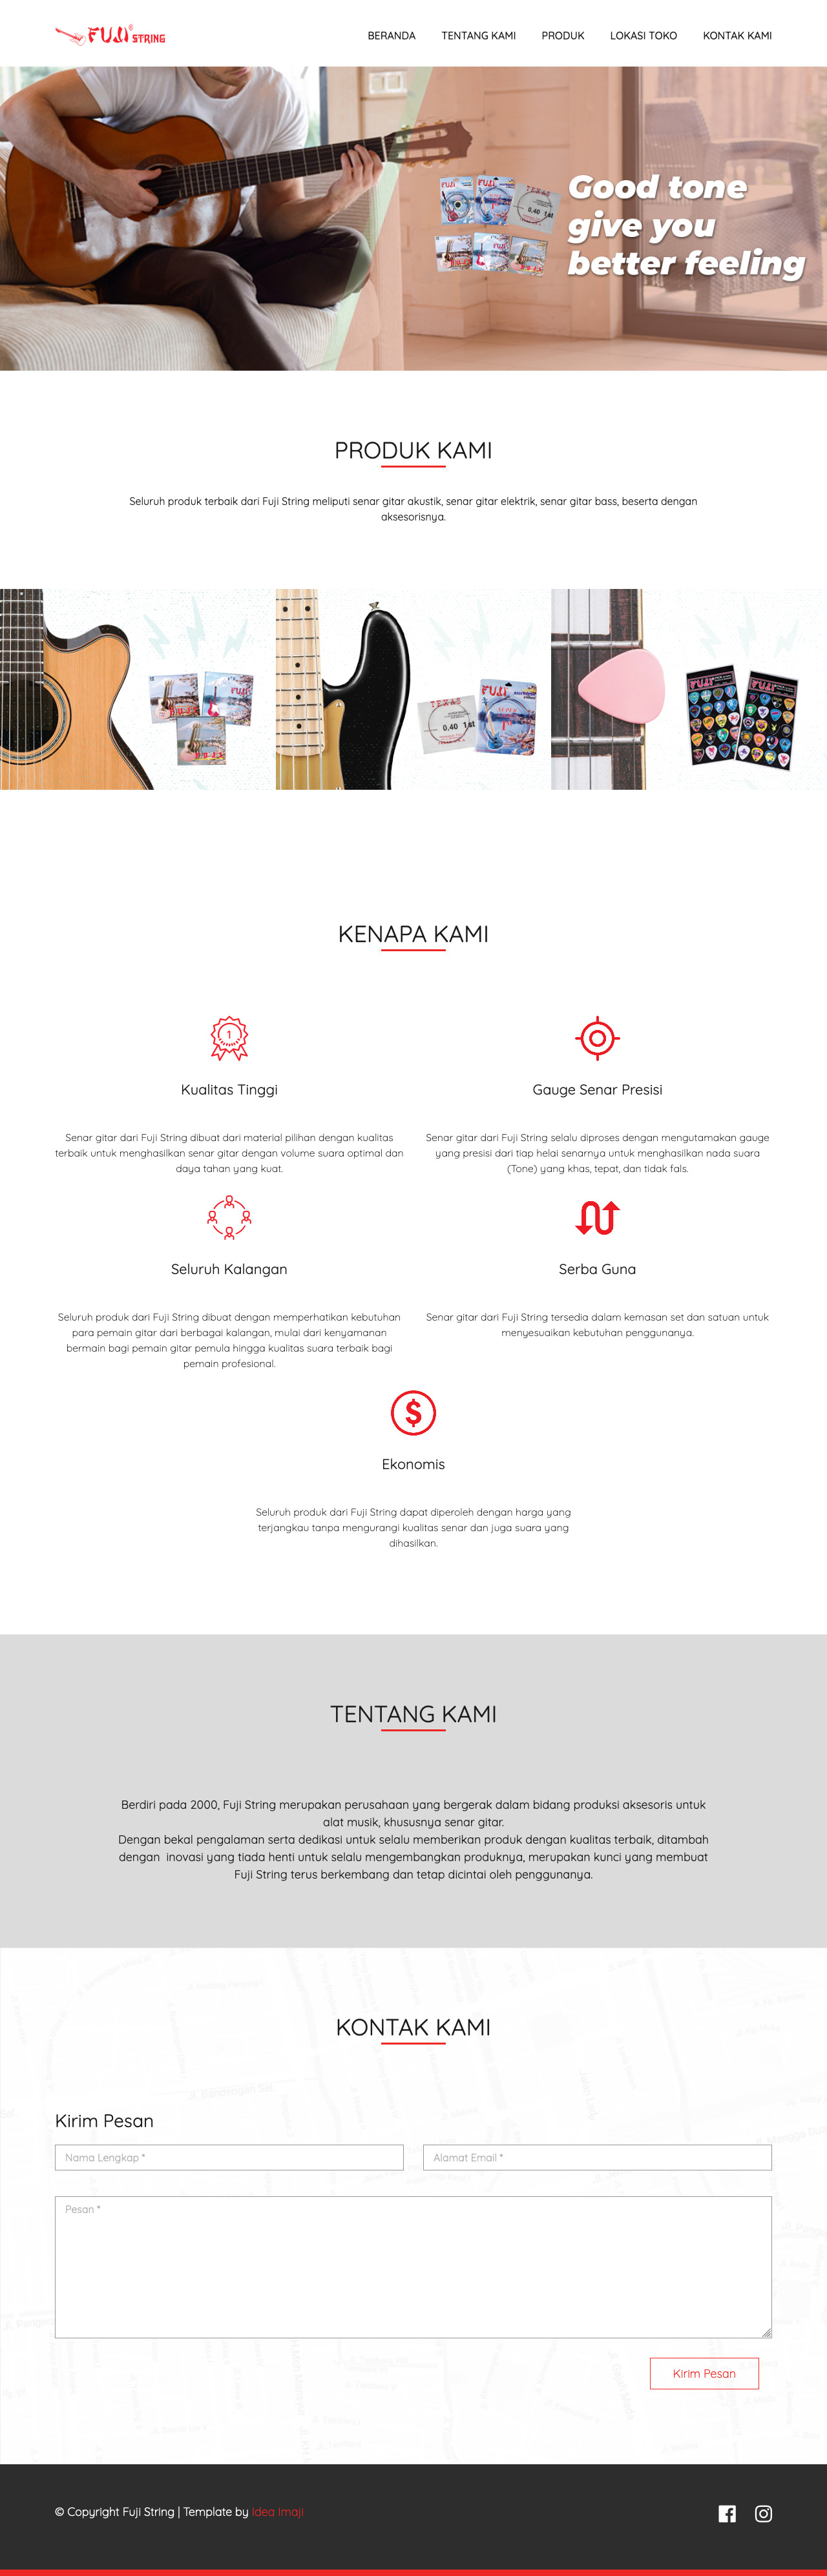 FUJI® STRING
BERANDA TENTANG KAMI PRODUK LOKASI TOKO KONTAK KAMI
Good tone
give you
better feeling
PRODUK KAMI
Seluruh produk terbaik dari Fuji String meliputi senar gitar akustik, senar gitar elektrik, senar gitar bass, beserta dengan
aksesorisnya.
FUJI
TEXAS
0,40 1st
FUJI
KENAPA KAMI
1
Kualitas Tinggi
Senar gitar dari Fuji String dibuat dari material pilihan dengan kualitas
terbaik untuk menghasilkan senar gitar dengan volume suara optimal dan
daya tahan yang kuat.
Gauge Senar Presisi
Senar gitar dari Fuji String selalu diproses dengan mengutamakan gauge
yang presisi dari tiap helai senarnya untuk menghasilkan nada suara
(Tone) yang khas, tepat, dan tidak fals.
Seluruh Kalangan
Seluruh produk dari Fuji String dibuat dengan memperhatikan kebutuhan
para pemain gitar dari berbagai kalangan, mulai dari kenyamanan
bermain bagi pemain gitar pemula hingga kualitas suara terbaik bagi
pemain profesional.
Serba Guna
Senar gitar dari Fuji String tersedia dalam kemasan set dan satuan untuk
menyesuaikan kebutuhan penggunanya.
$
Ekonomis
Seluruh produk dari Fuji String dapat diperoleh dengan harga yang
terjangkau tanpa mengurangi kualitas senar dan juga suara yang
dihasilkan.
TENTANG KAMI
Berdiri pada 2000, Fuji String merupakan perusahaan yang bergerak dalam bidang produksi aksesoris untuk
alat musik, khususnya senar gitar.
Dengan bekal pengalaman serta dedikasi untuk selalu memberikan produk dengan kualitas terbaik, ditambah
dengan inovasi yang tiada henti untuk selalu mengembangkan produknya, merupakan kunci yang membuat
Fuji String terus berkembang dan tetap dicintai oleh penggunanya.
KONTAK KAMI
Kirim Pesan
Nama Lengkap *
Alamat Email *
Pesan *
Kirim Pesan
© Copyright Fuji String | Template by Idea Imaji